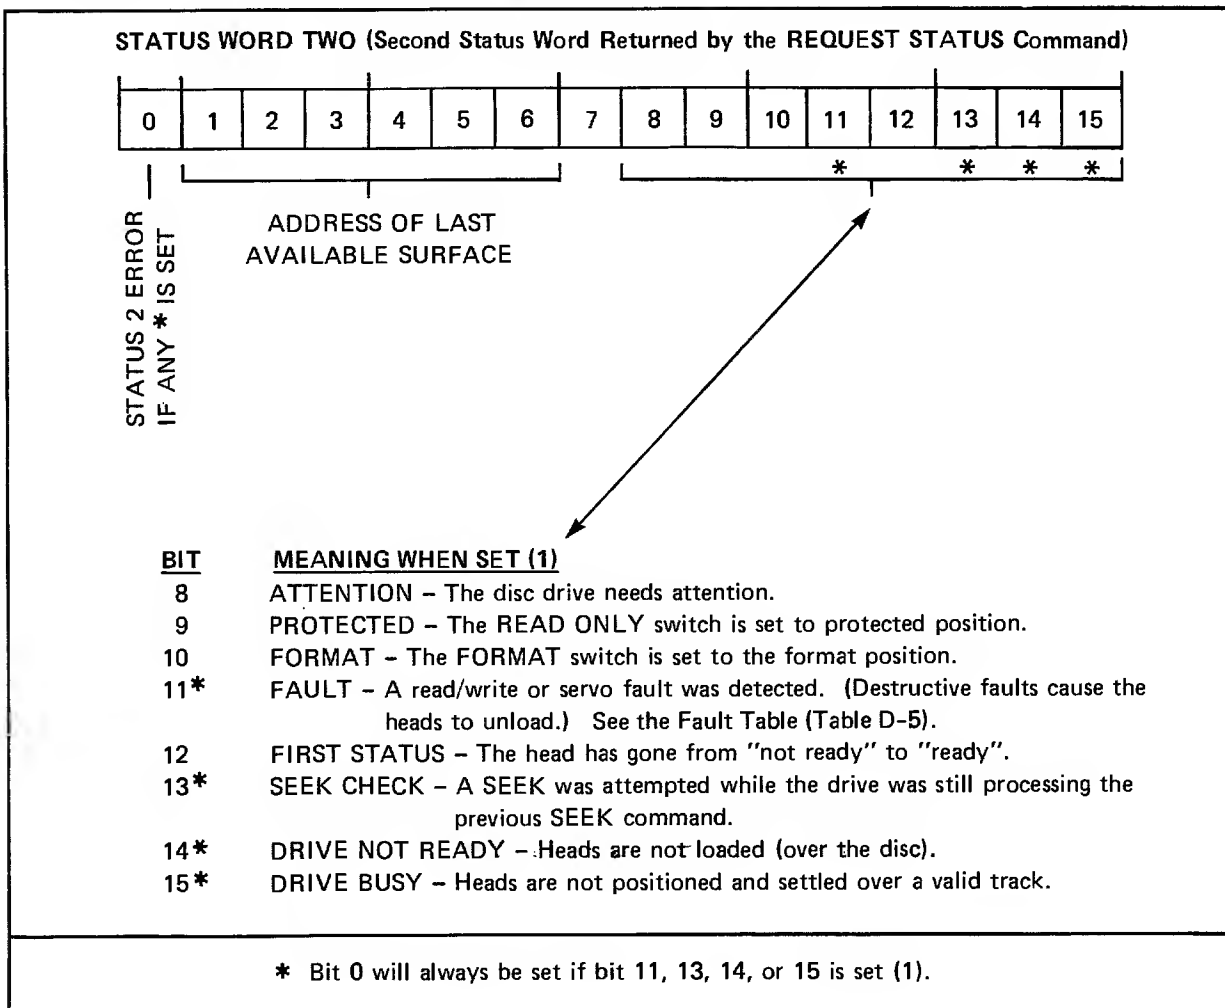 STATUS WORD TWO (Second Status Word Returned by the REQUEST STATUS Command)
0 1 2 3 4 5 6 7 8 9 10 11 12 13 14 15
* * * *
STATUS 2 ERROR
IF ANY * IS SET
ADDRESS OF LAST
AVAILABLE SURFACE
BIT MEANING WHEN SET (1)
8 ATTENTION – The disc drive needs attention.
9 PROTECTED – The READ ONLY switch is set to protected position.
10 FORMAT – The FORMAT switch is set to the format position.
11* FAULT – A read/write or servo fault was detected. (Destructive faults cause the
heads to unload.) See the Fault Table (Table D-5).
12 FIRST STATUS – The head has gone from "not ready" to "ready".
13* SEEK CHECK – A SEEK was attempted while the drive was still processing the
previous SEEK command.
14* DRIVE NOT READY – Heads are not loaded (over the disc).
15* DRIVE BUSY – Heads are not positioned and settled over a valid track.
* Bit 0 will always be set if bit 11, 13, 14, or 15 is set (1).